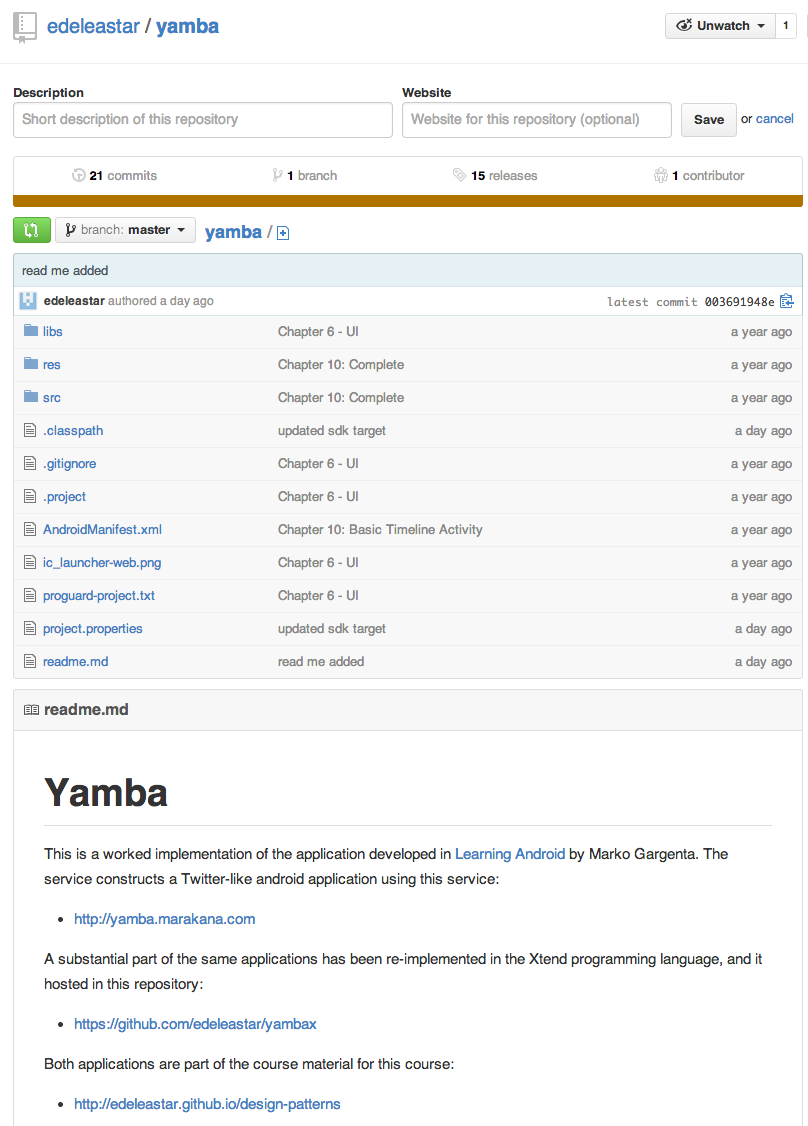 edeleastar / yamba
Unwatch 1
Description Website
Short description of this repository Website for this repository (optional) Save or cancel
21 commits 1 branch 15 releases 1 contributor
branch: master yamba /
read me added
edeleastar authored a day ago latest commit 003691948e
libs Chapter 6 - UI a year ago
res Chapter 10: Complete a year ago
src Chapter 10: Complete a year ago
.classpath updated sdk target a day ago
.gitignore Chapter 6 - UI a year ago
.project Chapter 6 - UI a year ago
AndroidManifest.xml Chapter 10: Basic Timeline Activity a year ago
ic_launcher-web.png Chapter 6 - UI a year ago
proguard-project.txt Chapter 6 - UI a year ago
project.properties updated sdk target a day ago
readme.md read me added a day ago
readme.md
Yamba
This is a worked implementation of the application developed in Learning Android by Marko Gargenta. The
service constructs a Twitter-like android application using this service:
• http://yamba.marakana.com
A substantial part of the same applications has been re-implemented in the Xtend programming language, and it
hosted in this repository:
• https://github.com/edeleastar/yambax
Both applications are part of the course material for this course:
• http://edeleastar.github.io/design-patterns